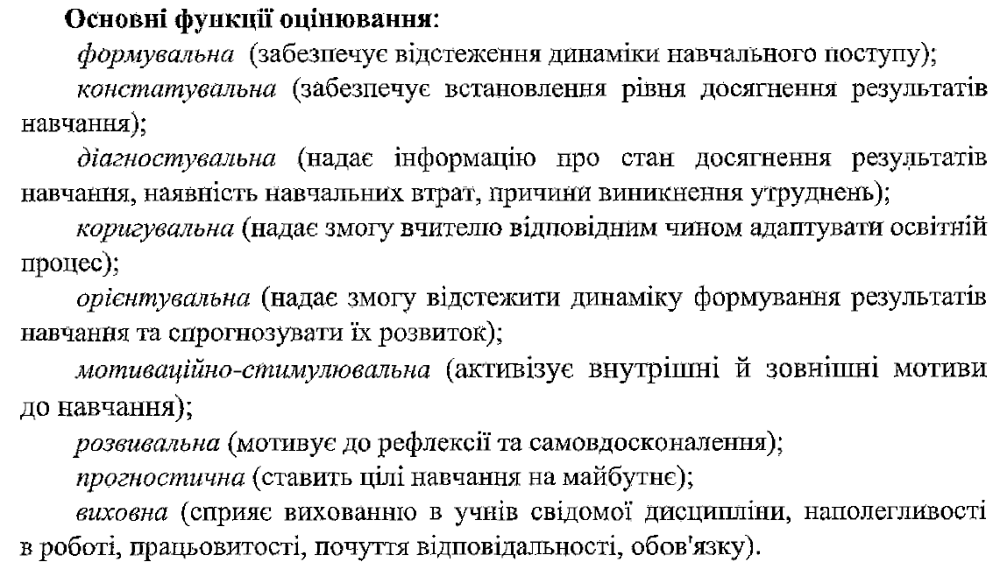 Основні функції оцінювання:
формувальна (забезпечує відстеження динаміки навчального поступу);
констатувальна (забезпечує встановлення рівня досягнення результатів
навчання);
діагностувальна (надає інформацію про стан досягнення результатів
навчання, наявність навчальних втрат, причини виникнення утруднень);
коригувальна (надає змогу вчителю відповідним чином адаптувати освітній
процес);
орієнтувальна (надає змогу відстежити динаміку формування результатів
навчання та спрогнозувати їх розвиток);
мотиваційно-стимулювальна (активізує внутрішні й зовнішні мотиви
до навчання);
розвивальна (мотивує до рефлексії та самовдосконалення);
прогностична (ставить цілі навчання на майбутнє);
виховна (сприяє вихованню в учнів свідомої дисципліни, наполегливості
в роботі, працьовитості, почуття відповідальності, обов'язку).